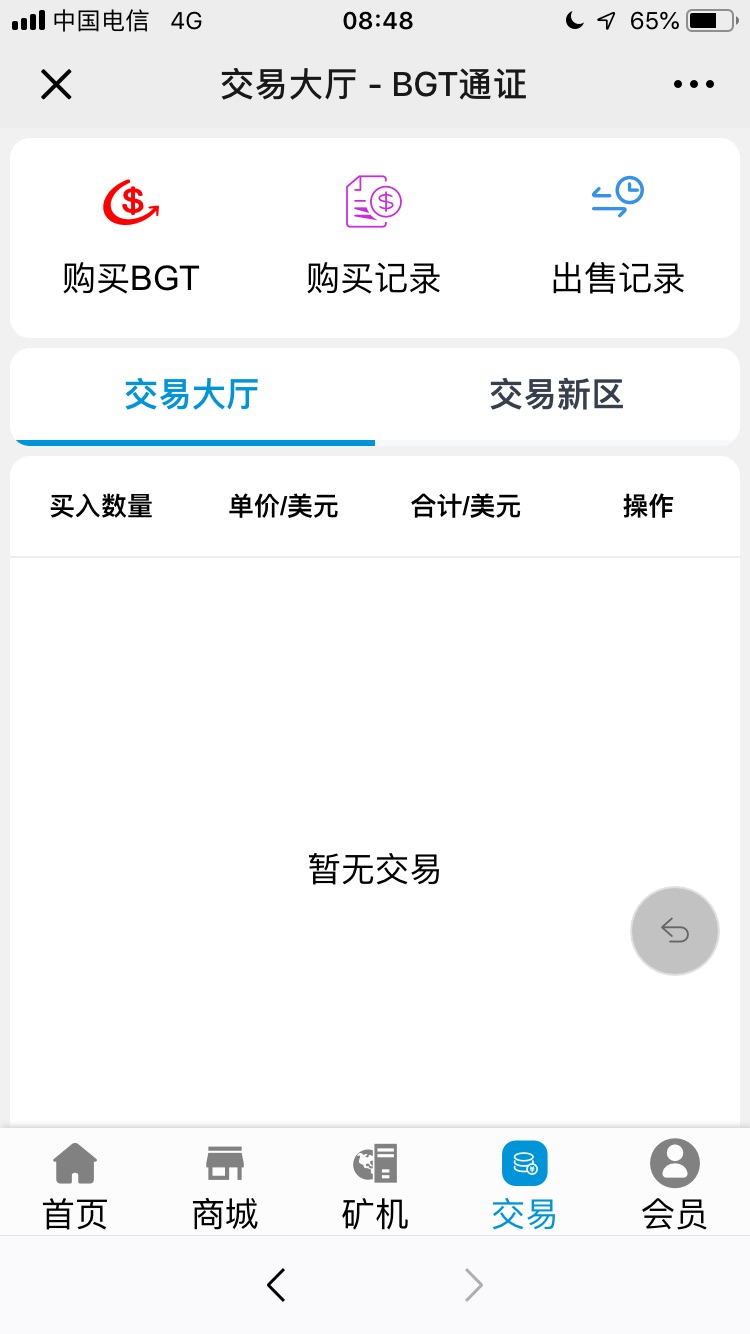 中国电信 4G 08:48 65%
交易大厅 - BGT通证
购买BGT 购买记录 出售记录
交易大厅 交易新区
买入数量 单价/美元 合计/美元 操作
暂无交易
首页 商城 矿机 交易 会员